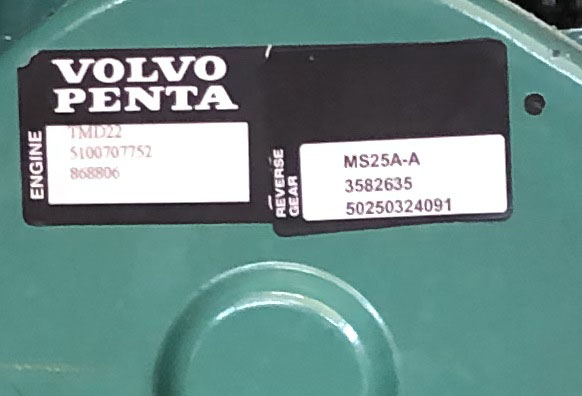 VOLVO
PENTA
ENGINE
TMD22
5100707752
868806
REVERSE
GEAR
MS25A-A
3582635
50250324091